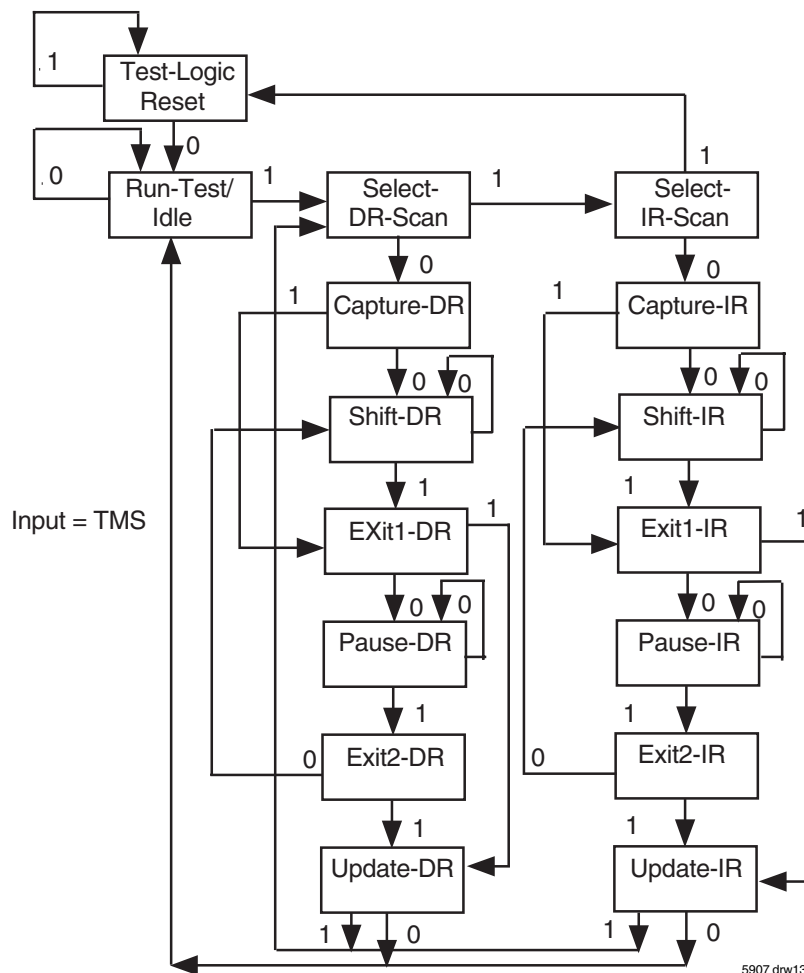 .1
Test-Logic
Reset
0
1
.0
Run-Test/
Idle
1
Select-
DR-Scan
1
Select-
IR-Scan
0
0
1
Capture-DR
1
Capture-IR
0
0
0
0
Shift-DR
Shift-IR
1
1
Input = TMS
EXit1-DR
1
Exit1-IR
1
0
0
0
0
Pause-DR
Pause-IR
1
1
0
Exit2-DR
0
Exit2-IR
1
1
Update-DR
Update-IR
1
0
1
0
5907 drw13